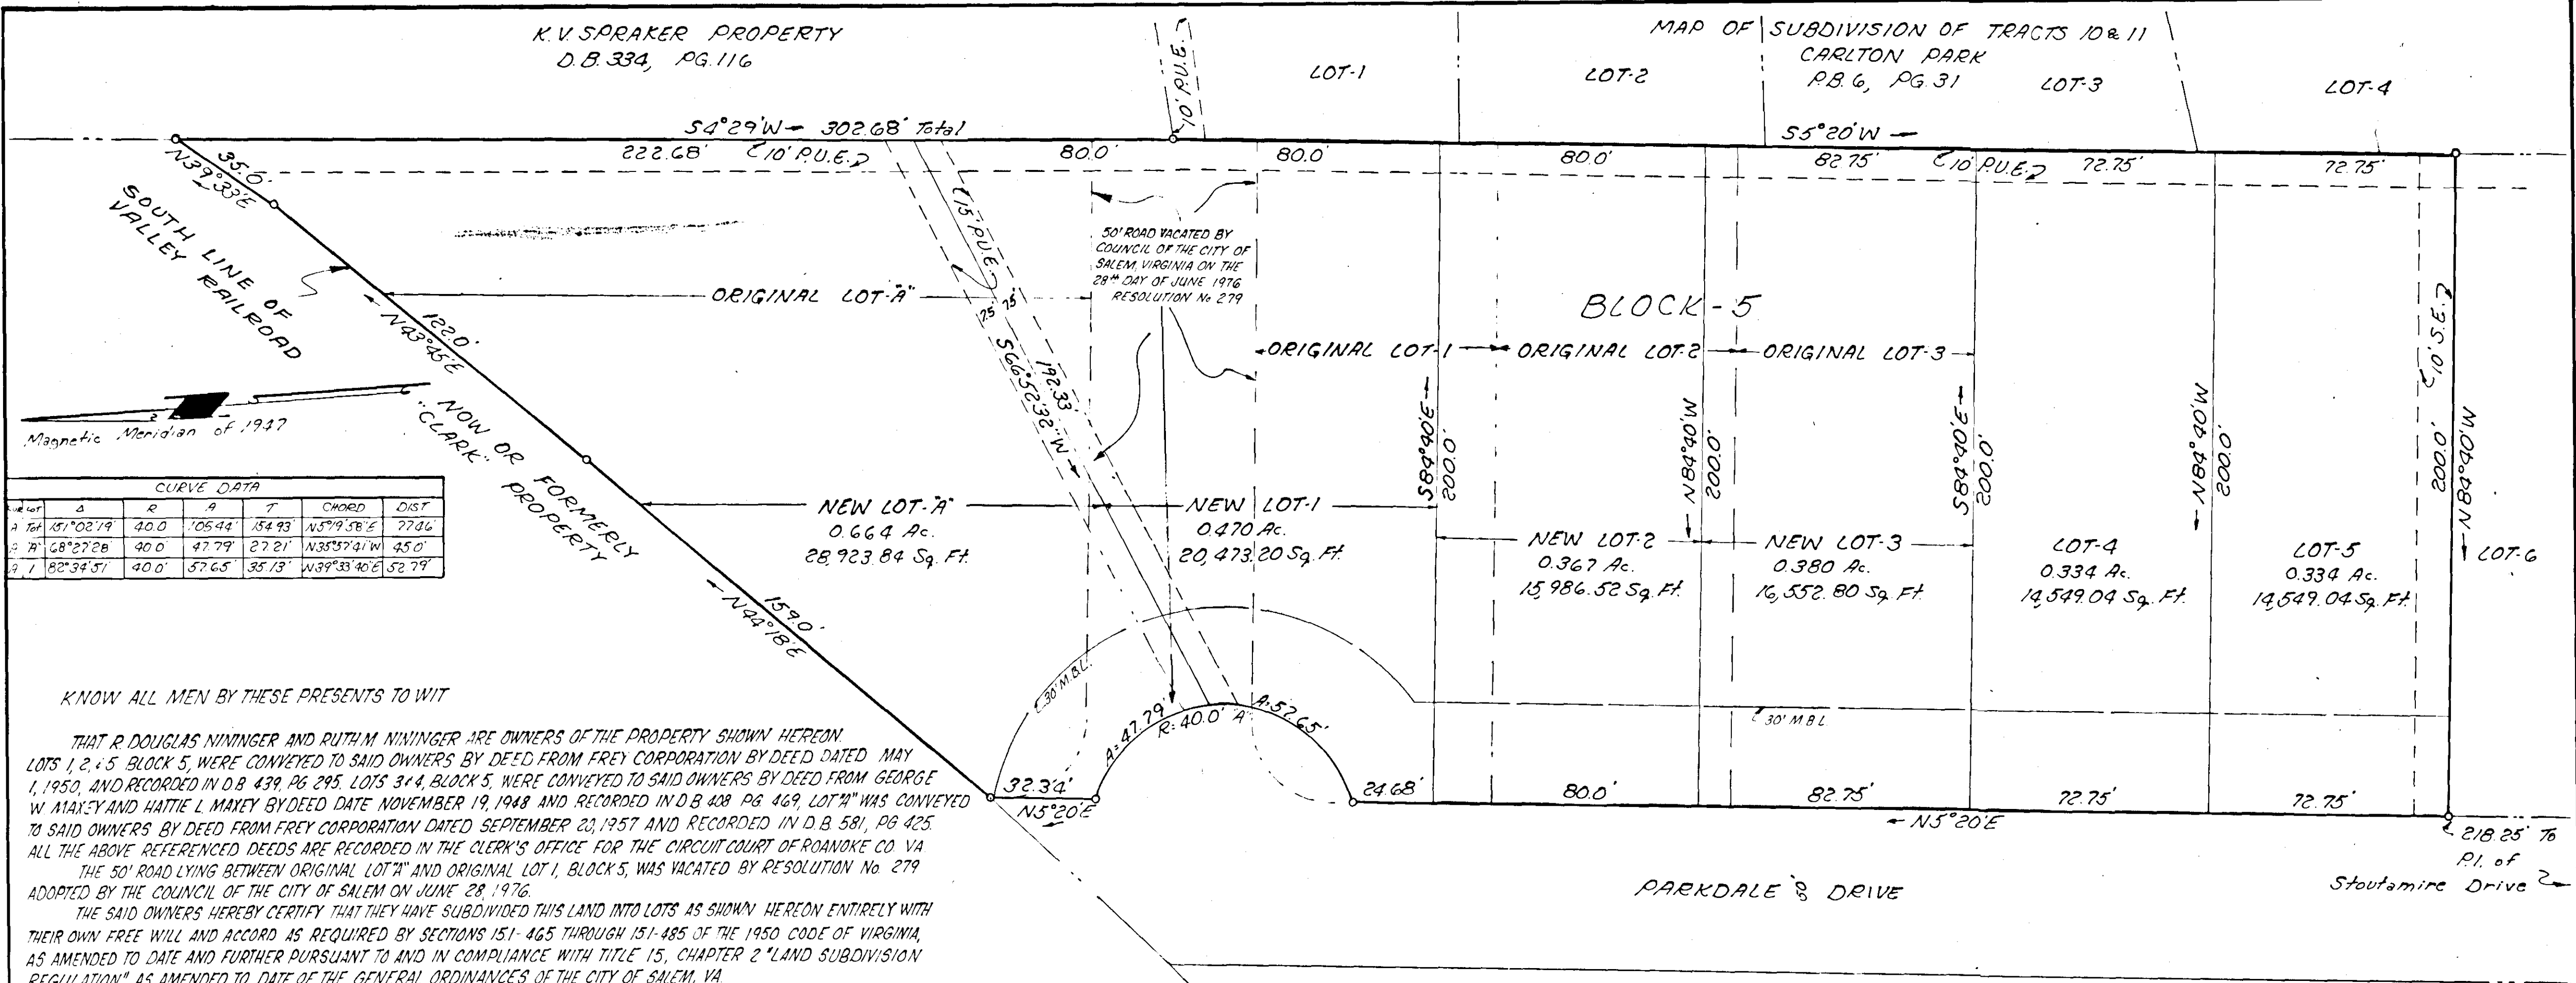 K.V. SPRAKER PROPERTY
D.B. 334, PG. 116
10' P.U.E.
MAP OF SUBDIVISION OF TRACTS 10 & 11
CARLTON PARK
P.B. 6, PG. 31
LOT-1
LOT-2
LOT-3
LOT-4
S4°29'W - 302.68' Total
222.68'
10' P.U.E.
80.0'
80.0'
80.0'
S5°20'W
82.75'
10' P.U.E.
72.75'
72.75'
35.0'
N39°33'E
SOUTH LINE OF
VALLEY RAILROAD
122.0'
N43°45'E
15' P.U.E.
7.5' 7.5'
S66°52'32"W
192.33'
50' ROAD VACATED BY
COUNCIL OF THE CITY OF
SALEM, VIRGINIA ON THE
28TH DAY OF JUNE 1976
RESOLUTION No 279
ORIGINAL LOT-"A"
BLOCK-5
ORIGINAL LOT-1
ORIGINAL LOT-2
ORIGINAL LOT-3
10' S.E.
Magnetic Meridian of 1947
NOW OR FORMERLY
"CLARK" PROPERTY
S84°40'E
200.0'
N84°40'W
200.0'
S84°40'E
200.0'
N84°40'W
200.0'
200.0'
N84°40'W
CURVE DATA
LOT Δ R A T CHORD DIST
A Tot 151°02'19" 40.0' 105.44' 154.93' N5°19'58"E 77.46'
A "A" 68°27'28" 40.0' 47.79' 27.21' N35°57'41"W 45.0'
A 1 82°34'51" 40.0' 57.65' 35.13' N39°33'40"E 52.79'
NEW LOT-"A"
0.664 Ac.
28,923.84 Sq. Ft.
NEW LOT-1
0.470 Ac.
20,473.20 Sq. Ft.
NEW LOT-2
0.367 Ac.
15,986.52 Sq. Ft.
NEW LOT-3
0.380 Ac.
16,552.80 Sq. Ft.
LOT-4
0.334 Ac.
14,549.04 Sq. Ft.
LOT-5
0.334 Ac.
14,549.04 Sq. Ft.
LOT-6
159.0'
N44°18'E
30' M.B.L.
A=47.79'
R=40.0' "A"
A=57.65'
30' M.B.L.
32.34'
N5°20'E
24.68'
80.0'
82.75'
72.75'
72.75'
N5°20'E
218.25' To
P.I. of
Stoutamire Drive
PARKDALE DRIVE
50'
KNOW ALL MEN BY THESE PRESENTS TO WIT
THAT R. DOUGLAS NININGER AND RUTH M. NININGER ARE OWNERS OF THE PROPERTY SHOWN HEREON.
LOTS 1, 2, & 5 BLOCK 5, WERE CONVEYED TO SAID OWNERS BY DEED FROM FREY CORPORATION BY DEED DATED MAY
1, 1950, AND RECORDED IN D.B. 439, PG. 295. LOTS 3 & 4, BLOCK 5, WERE CONVEYED TO SAID OWNERS BY DEED FROM GEORGE
W. MAXEY AND HATTIE L. MAXEY BY DEED DATE NOVEMBER 19, 1948 AND RECORDED IN D.B. 408 PG. 469, LOT "A" WAS CONVEYED
TO SAID OWNERS BY DEED FROM FREY CORPORATION DATED SEPTEMBER 20, 1957 AND RECORDED IN D.B. 581, PG 425.
ALL THE ABOVE REFERENCED DEEDS ARE RECORDED IN THE CLERK'S OFFICE FOR THE CIRCUIT COURT OF ROANOKE CO. VA.
THE 50' ROAD LYING BETWEEN ORIGINAL LOT "A" AND ORIGINAL LOT 1, BLOCK 5, WAS VACATED BY RESOLUTION No. 279
ADOPTED BY THE COUNCIL OF THE CITY OF SALEM ON JUNE 28, 1976.
THE SAID OWNERS HEREBY CERTIFY THAT THEY HAVE SUBDIVIDED THIS LAND INTO LOTS AS SHOWN HEREON ENTIRELY WITH
THEIR OWN FREE WILL AND ACCORD AS REQUIRED BY SECTIONS 15.1-465 THROUGH 15.1-485 OF THE 1950 CODE OF VIRGINIA,
AS AMENDED TO DATE AND FURTHER PURSUANT TO AND IN COMPLIANCE WITH TITLE 15, CHAPTER 2 "LAND SUBDIVISION
REGULATION" AS AMENDED TO DATE OF THE GENERAL ORDINANCES OF THE CITY OF SALEM, VA.